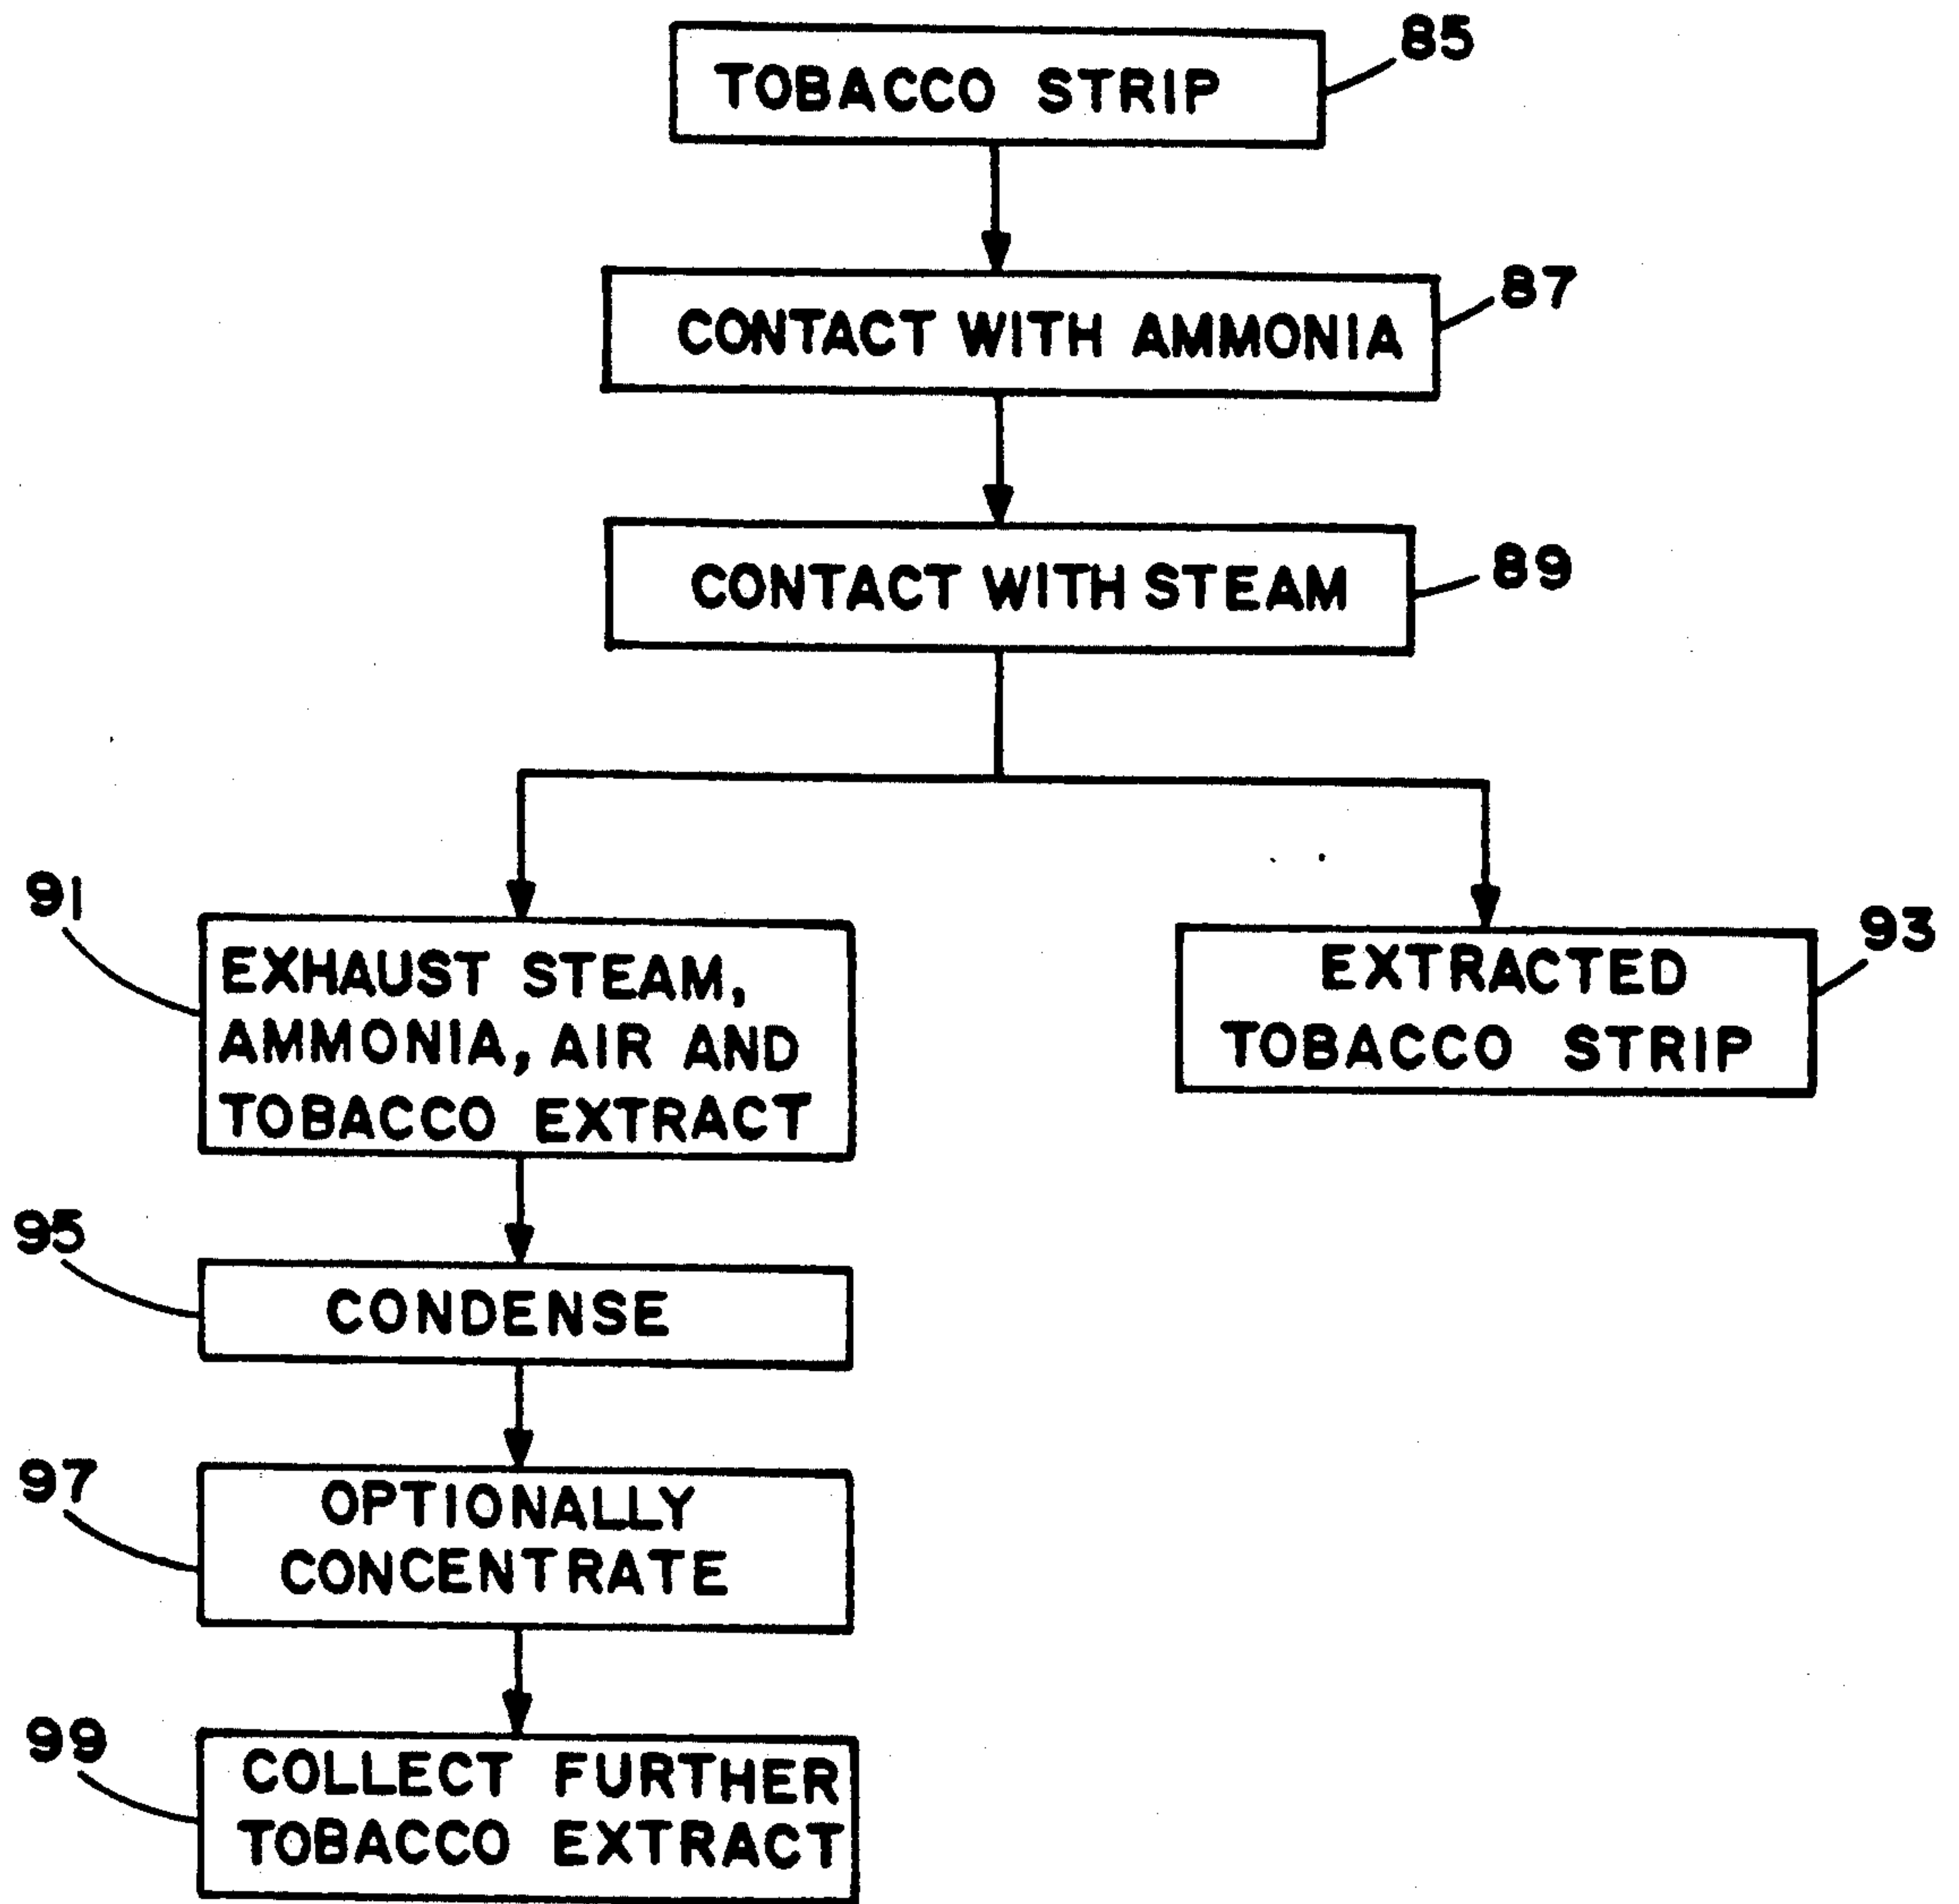 TOBACCO STRIP
85
CONTACT WITH AMMONIA
87
CONTACT WITH STEAM
89
91
EXHAUST STEAM,
AMMONIA, AIR AND
TOBACCO EXTRACT
EXTRACTED
TOBACCO STRIP
93
95
CONDENSE
97
OPTIONALLY
CONCENTRATE
99
COLLECT FURTHER
TOBACCO EXTRACT